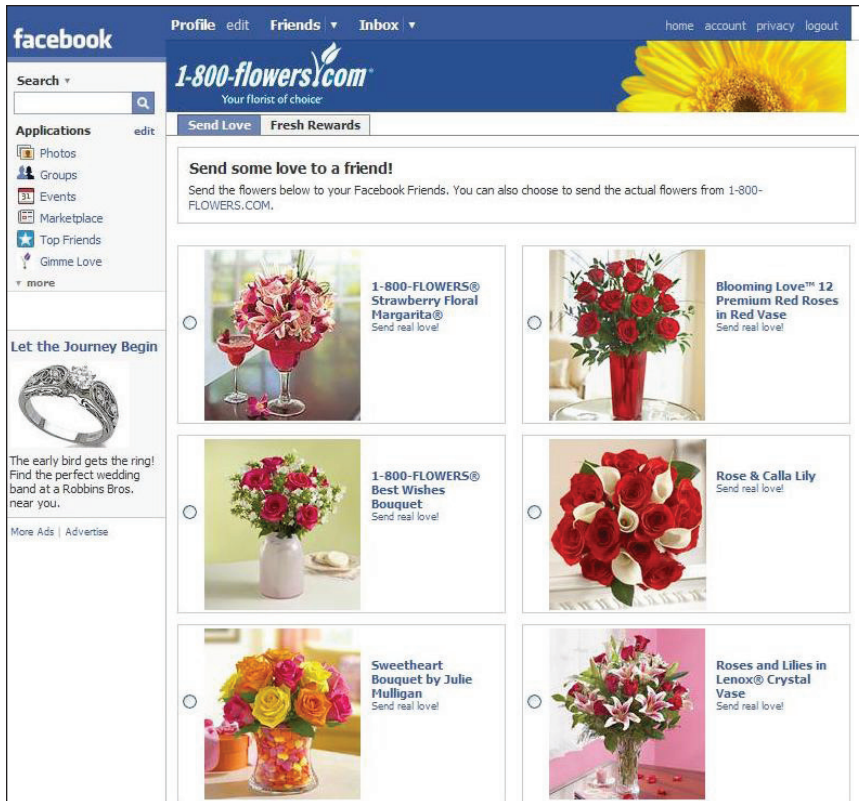 facebook
Profile edit Friends ▾ Inbox ▾
home account privacy logout
Search ▾
Applications edit
Photos
Groups
31 Events
Marketplace
Top Friends
Gimme Love
▾ more
Let the Journey Begin
The early bird gets the ring!
Find the perfect wedding
band at a Robbins Bros.
near you.
More Ads | Advertise
1-800-flowers.com®
Your florist of choice®
Send Love Fresh Rewards
Send some love to a friend!
Send the flowers below to your Facebook Friends. You can also choose to send the actual flowers from 1-800-
FLOWERS.COM.
1-800-FLOWERS®
Strawberry Floral
Margarita®
Send real love!
Blooming Love™ 12
Premium Red Roses
in Red Vase
Send real love!
1-800-FLOWERS®
Best Wishes
Bouquet
Send real love!
Rose & Calla Lily
Send real love!
Sweetheart
Bouquet by Julie
Mulligan
Send real love!
Roses and Lilies in
Lenox® Crystal
Vase
Send real love!